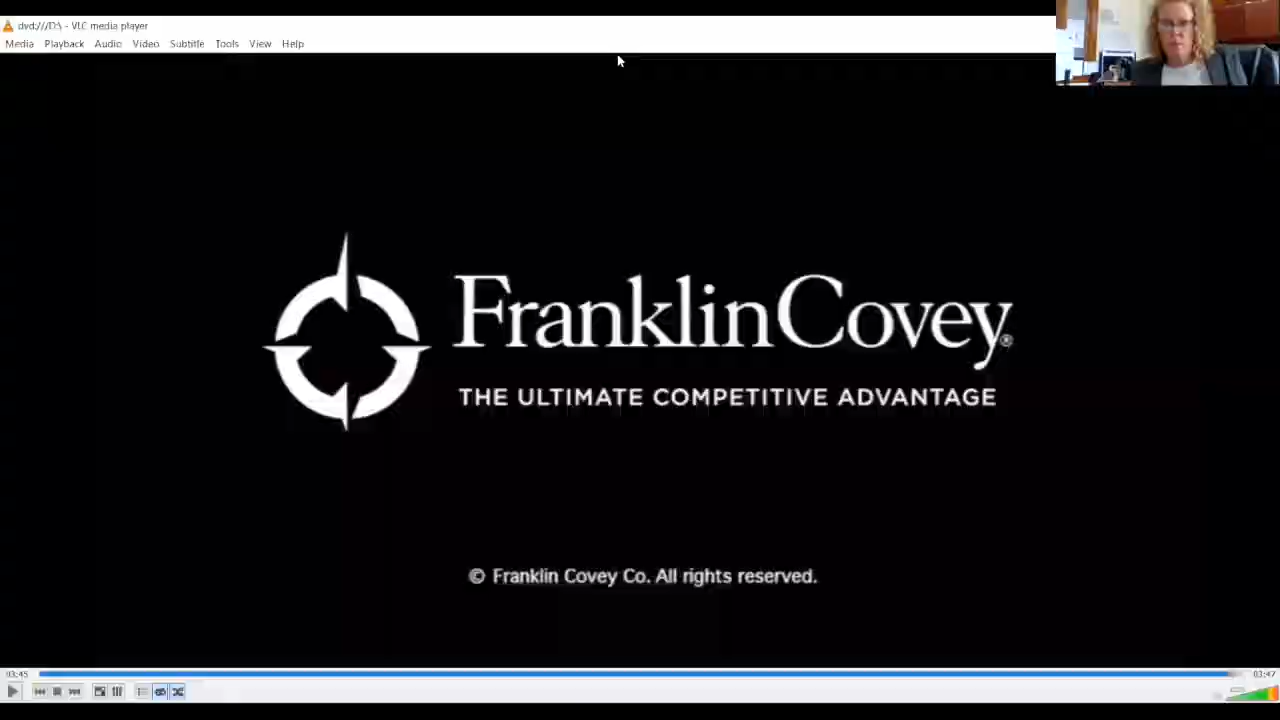 dvd:///D:\ - VLC media player
Media Playback Audio Video Subtitle Tools View Help
FranklinCovey®
THE ULTIMATE COMPETITIVE ADVANTAGE
© Franklin Covey Co. All rights reserved.
03:45 03:47